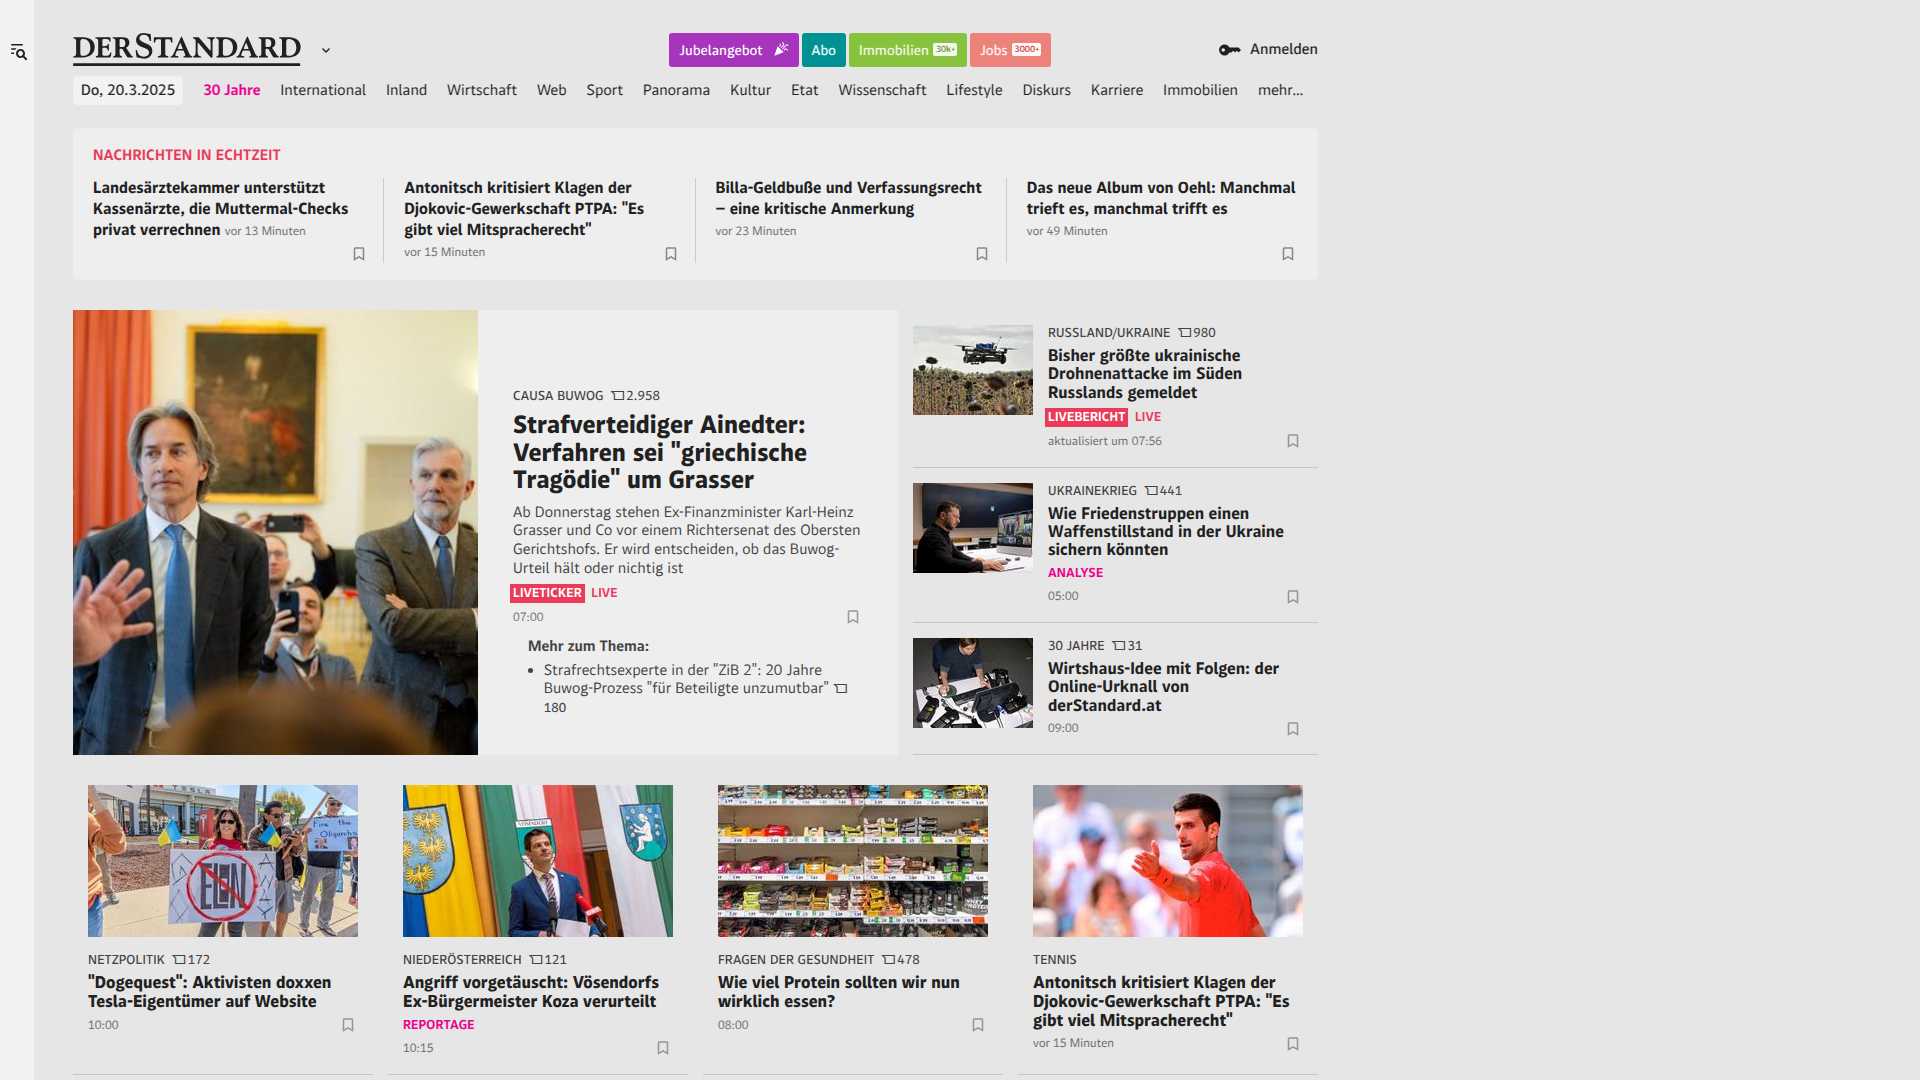 DERSTANDARD
Jubelangebot
Abo
Immobilien 30k+
Jobs 3000+
Anmelden
Do, 20.3.2025
30 Jahre
International
Inland
Wirtschaft
Web
Sport
Panorama
Kultur
Etat
Wissenschaft
Lifestyle
Diskurs
Karriere
Immobilien
mehr...
NACHRICHTEN IN ECHTZEIT
Landesärztekammer unterstützt
Kassenärzte, die Muttermal-Checks
privat verrechnen vor 13 Minuten
Antonitsch kritisiert Klagen der
Djokovic-Gewerkschaft PTPA: "Es
gibt viel Mitspracherecht"
vor 15 Minuten
Billa-Geldbuße und Verfassungsrecht
– eine kritische Anmerkung
vor 23 Minuten
Das neue Album von Oehl: Manchmal
trieft es, manchmal trifft es
vor 49 Minuten
CAUSA BUWOG 2.958
Strafverteidiger Ainedter:
Verfahren sei "griechische
Tragödie" um Grasser
Ab Donnerstag stehen Ex-Finanzminister Karl-Heinz
Grasser und Co vor einem Richtersenat des Obersten
Gerichtshofs. Er wird entscheiden, ob das Buwog-
Urteil hält oder nichtig ist
LIVETICKER LIVE
07:00
Mehr zum Thema:
• Strafrechtsexperte in der "ZiB 2": 20 Jahre
Buwog-Prozess "für Beteiligte unzumutbar"
180
RUSSLAND/UKRAINE 980
Bisher größte ukrainische
Drohnenattacke im Süden
Russlands gemeldet
LIVEBERICHT LIVE
aktualisiert um 07:56
UKRAINEKRIEG 441
Wie Friedenstruppen einen
Waffenstillstand in der Ukraine
sichern könnten
ANALYSE
05:00
30 JAHRE 31
Wirtshaus-Idee mit Folgen: der
Online-Urknall von
derStandard.at
09:00
NETZPOLITIK 172
"Dogequest": Aktivisten doxxen
Tesla-Eigentümer auf Website
10:00
NIEDERÖSTERREICH 121
Angriff vorgetäuscht: Vösendorfs
Ex-Bürgermeister Koza verurteilt
REPORTAGE
10:15
FRAGEN DER GESUNDHEIT 478
Wie viel Protein sollten wir nun
wirklich essen?
08:00
TENNIS
Antonitsch kritisiert Klagen der
Djokovic-Gewerkschaft PTPA: "Es
gibt viel Mitspracherecht"
vor 15 Minuten